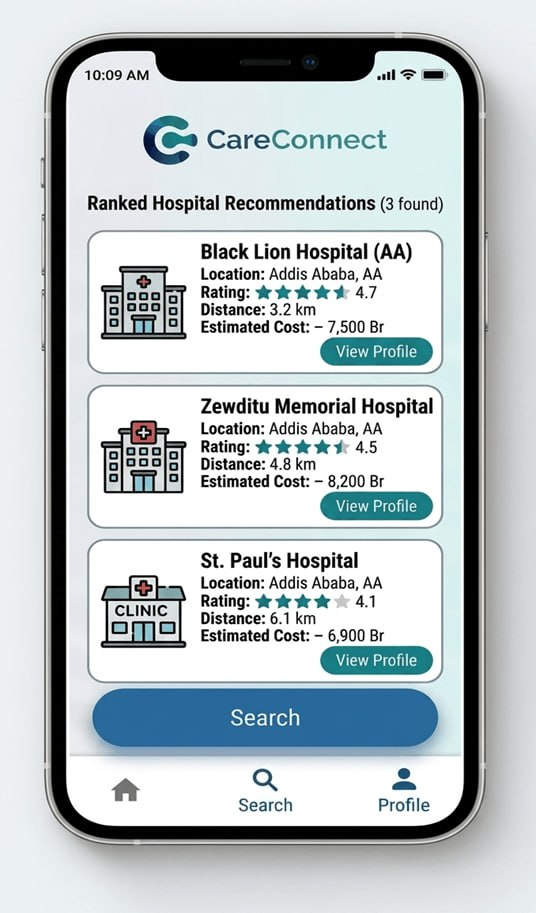 10:09 AM
CareConnect
Ranked Hospital Recommendations (3 found)
Black Lion Hospital (AA)
Location: Addis Ababa, AA
Rating: 4.7
Distance: 3.2 km
Estimated Cost: – 7,500 Br
View Profile
Zewditu Memorial Hospital
Location: Addis Ababa, AA
Rating: 4.5
Distance: 4.8 km
Estimated Cost: – 8,200 Br
View Profile
CLINIC
St. Paul’s Hospital
Location: Addis Ababa, AA
Rating: 4.1
Distance: 6.1 km
Estimated Cost: – 6,900 Br
View Profile
Search
Search
Profile